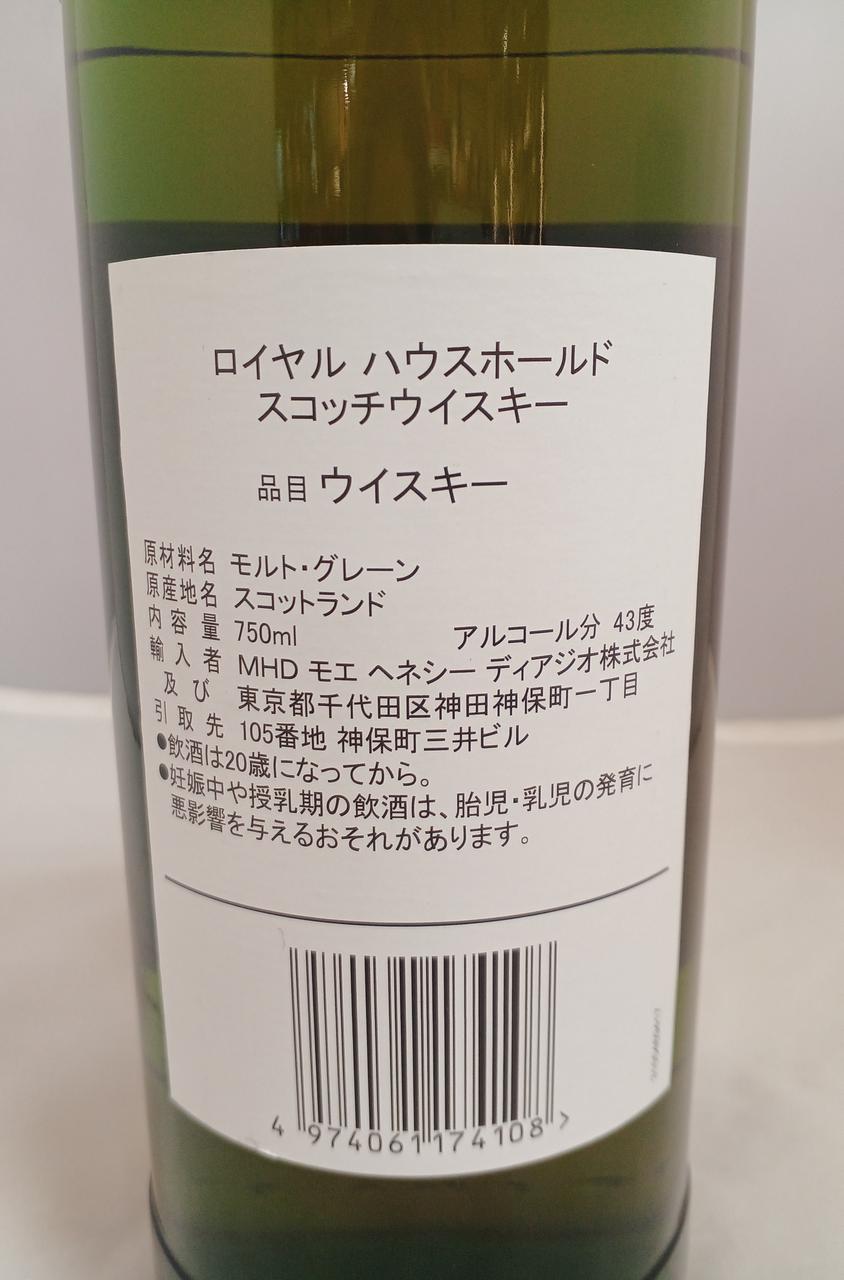 ロイヤル ハウスホールド
スコッチウイスキー
品目 ウイスキー
原材料名 モルト・グレーン
原産地名 スコットランド
内容量 750ml アルコール分 43度
輸入者 MHD モエ ヘネシー ディアジオ株式会社
及び 東京都千代田区神田神保町一丁目
引取先 105番地 神保町三井ビル
●飲酒は20歳になってから。
●妊娠中や授乳期の飲酒は、胎児・乳児の発育に
悪影響を与えるおそれがあります。
4 974061 174108 >